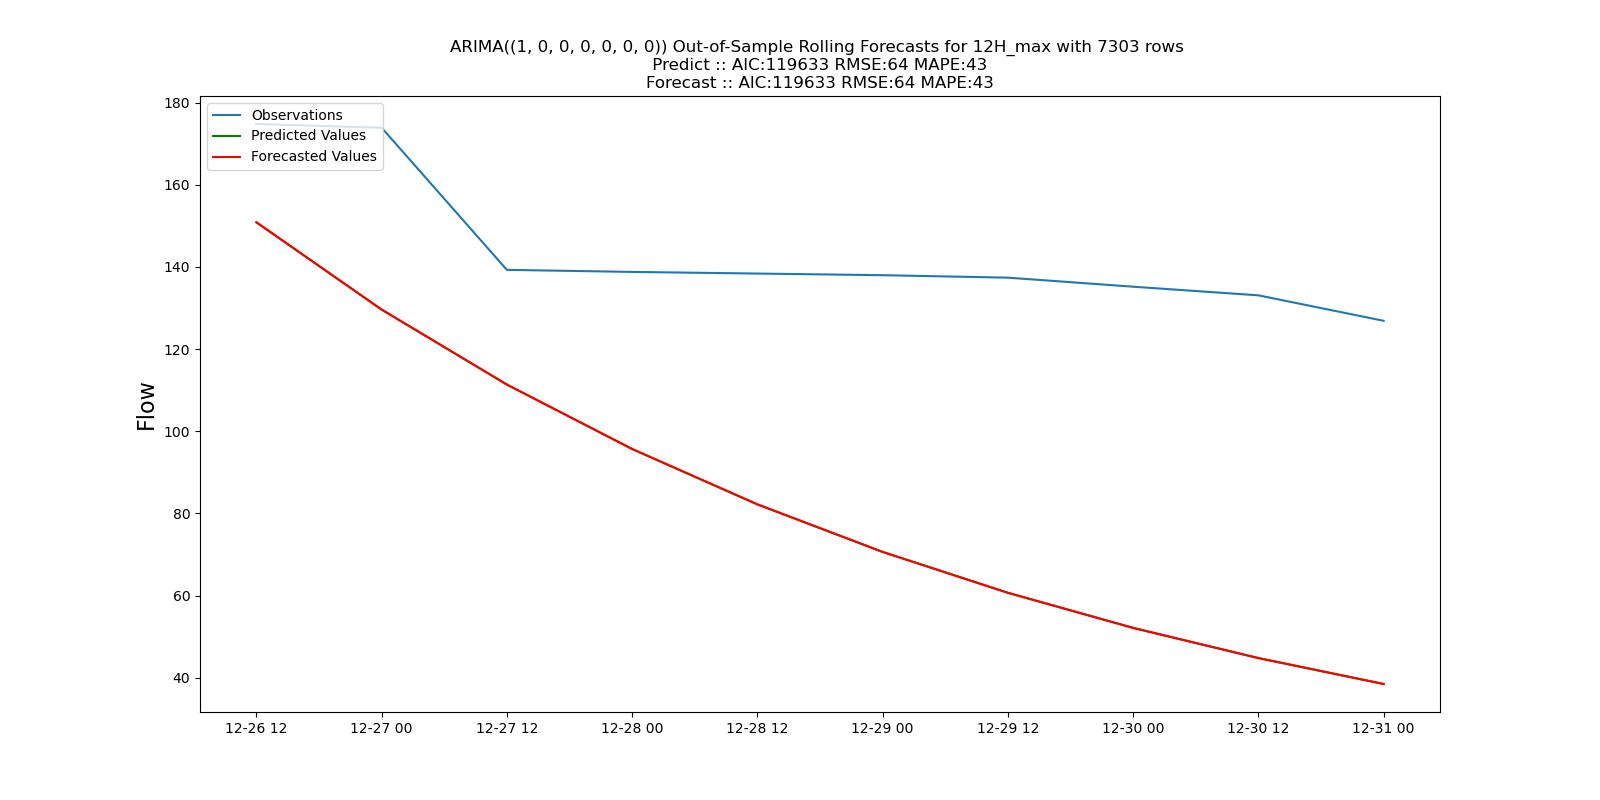 ARIMA((1, 0, 0, 0, 0, 0, 0)) Out-of-Sample Rolling Forecasts for 12H_max with 7303 rows
Predict :: AIC:119633 RMSE:64 MAPE:43
Forecast :: AIC:119633 RMSE:64 MAPE:43
Observations
Predicted Values
Forecasted Values
180
160
140
120
100
80
60
40
Flow
12-26 12
12-27 00
12-27 12
12-28 00
12-28 12
12-29 00
12-29 12
12-30 00
12-30 12
12-31 00